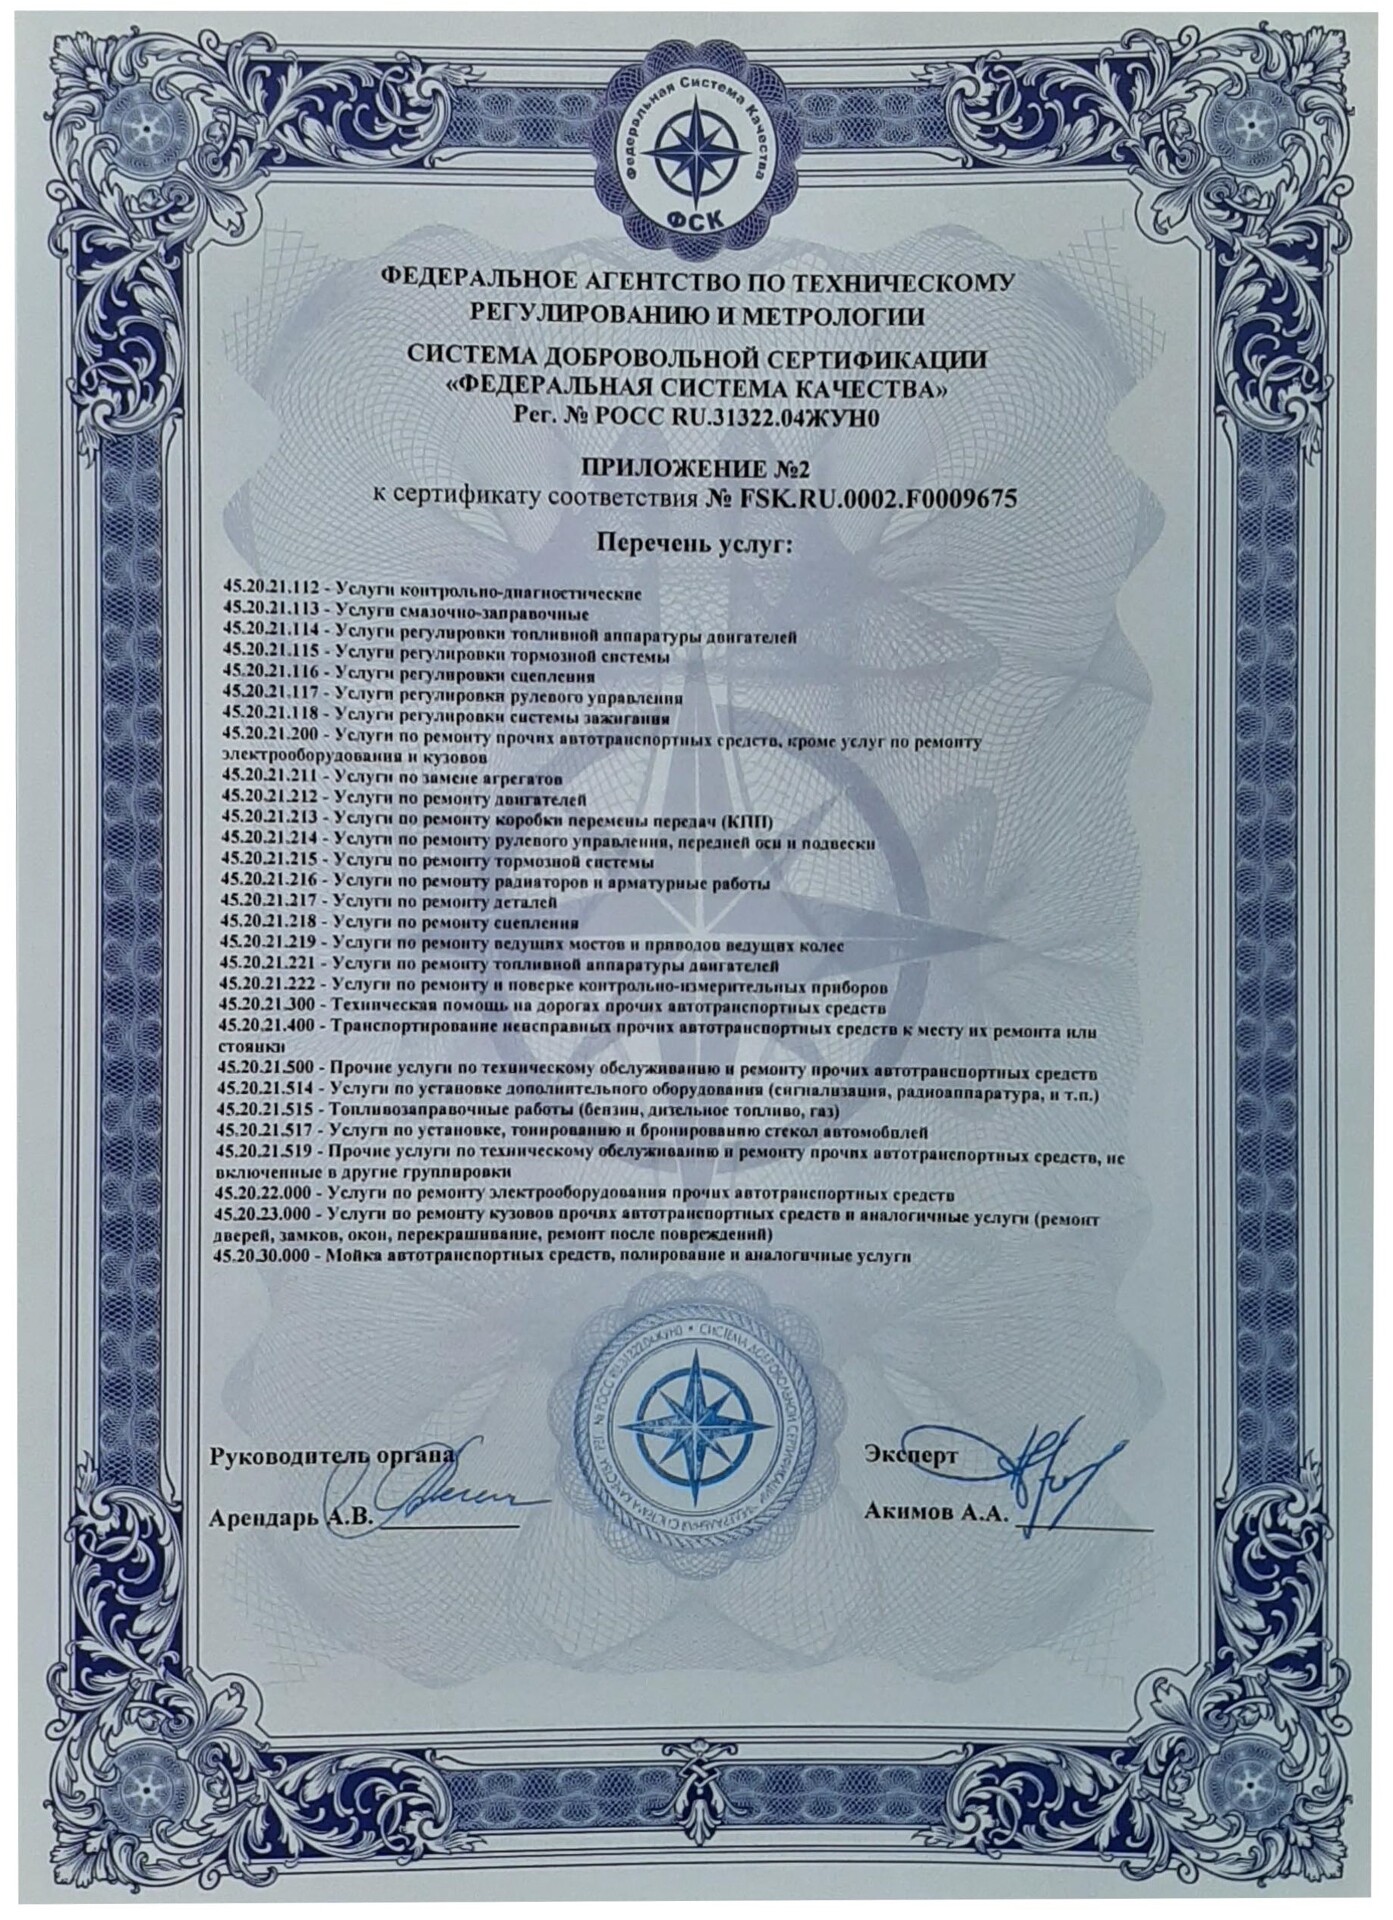 Федеральная Система Качества
ФСК
ФЕДЕРАЛЬНОЕ АГЕНТСТВО ПО ТЕХНИЧЕСКОМУ
РЕГУЛИРОВАНИЮ И МЕТРОЛОГИИ
СИСТЕМА ДОБРОВОЛЬНОЙ СЕРТИФИКАЦИИ
«ФЕДЕРАЛЬНАЯ СИСТЕМА КАЧЕСТВА»
Рег. № РОСС RU.31322.04ЖУН0
ПРИЛОЖЕНИЕ №2
к сертификату соответствия № FSK.RU.0002.F0009675
Перечень услуг:
45.20.21.112 - Услуги контрольно-диагностические
45.20.21.113 - Услуги смазочно-заправочные
45.20.21.114 - Услуги регулировки топливной аппаратуры двигателей
45.20.21.115 - Услуги регулировки тормозной системы
45.20.21.116 - Услуги регулировки сцепления
45.20.21.117 - Услуги регулировки рулевого управления
45.20.21.118 - Услуги регулировки системы зажигания
45.20.21.200 - Услуги по ремонту прочих автотранспортных средств, кроме услуг по ремонту
электрооборудования и кузовов
45.20.21.211 - Услуги по замене агрегатов
45.20.21.212 - Услуги по ремонту двигателей
45.20.21.213 - Услуги по ремонту коробки перемены передач (КПП)
45.20.21.214 - Услуги по ремонту рулевого управления, передней оси и подвески
45.20.21.215 - Услуги по ремонту тормозной системы
45.20.21.216 - Услуги по ремонту радиаторов и арматурные работы
45.20.21.217 - Услуги по ремонту деталей
45.20.21.218 - Услуги по ремонту сцепления
45.20.21.219 - Услуги по ремонту ведущих мостов и приводов ведущих колес
45.20.21.221 - Услуги по ремонту топливной аппаратуры двигателей
45.20.21.222 - Услуги по ремонту и поверке контрольно-измерительных приборов
45.20.21.300 - Техническая помощь на дорогах прочих автотранспортных средств
45.20.21.400 - Транспортирование неисправных прочих автотранспортных средств к месту их ремонта или
стоянки
45.20.21.500 - Прочие услуги по техническому обслуживанию и ремонту прочих автотранспортных средств
45.20.21.514 - Услуги по установке дополнительного оборудования (сигнализация, радиоаппаратура, и т.п.)
45.20.21.515 - Топливозаправочные работы (бензин, дизельное топливо, газ)
45.20.21.517 - Услуги по установке, тонированию и бронированию стекол автомобилей
45.20.21.519 - Прочие услуги по техническому обслуживанию и ремонту прочих автотранспортных средств, не
включенные в другие группировки
45.20.22.000 - Услуги по ремонту электрооборудования прочих автотранспортных средств
45.20.23.000 - Услуги по ремонту кузовов прочих автотранспортных средств и аналогичные услуги (ремонт
дверей, замков, окон, перекрашивание, ремонт после повреждений)
45.20.30.000 - Мойка автотранспортных средств, полирование и аналогичные услуги
РЕГ. № РОСС RU.31322.04ЖУН0 • СИСТЕМА ДОБРОВОЛЬНОЙ СЕРТИФИКАЦИИ "ФЕДЕРАЛЬНАЯ СИСТЕМА КАЧЕСТВА"
Руководитель органа
Арендарь А.В.
Эксперт
Акимов А.А.